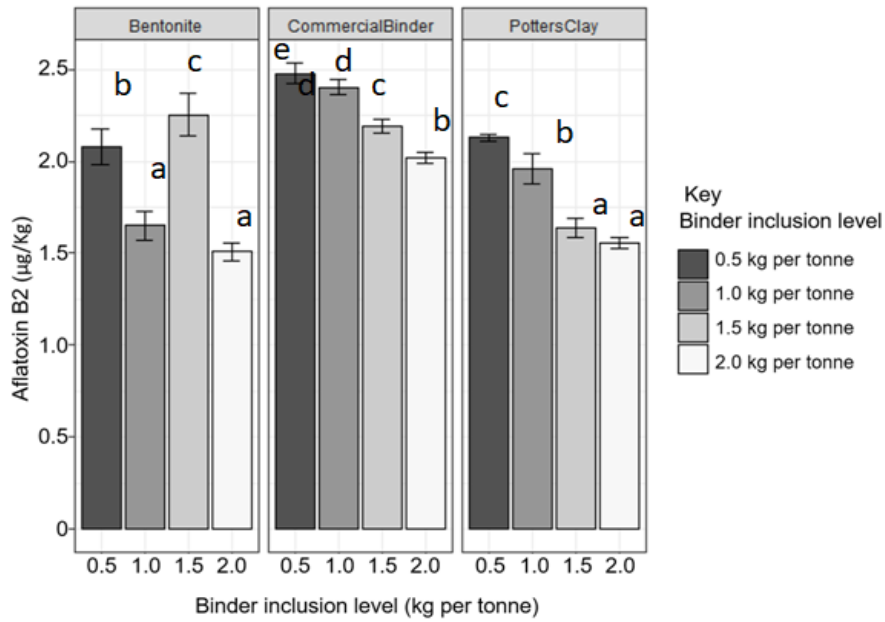 Bentonite CommercialBinder PottersClay
e
c d
2.5
b d c c
b
b
2.0
a a a
a
1.5
Aflatoxin B2 (µg/Kg)
1.0
0.5
0
0.5 1.0 1.5 2.0 0.5 1.0 1.5 2.0 0.5 1.0 1.5 2.0
Binder inclusion level (kg per tonne)
Key
Binder inclusion level
0.5 kg per tonne
1.0 kg per tonne
1.5 kg per tonne
2.0 kg per tonne